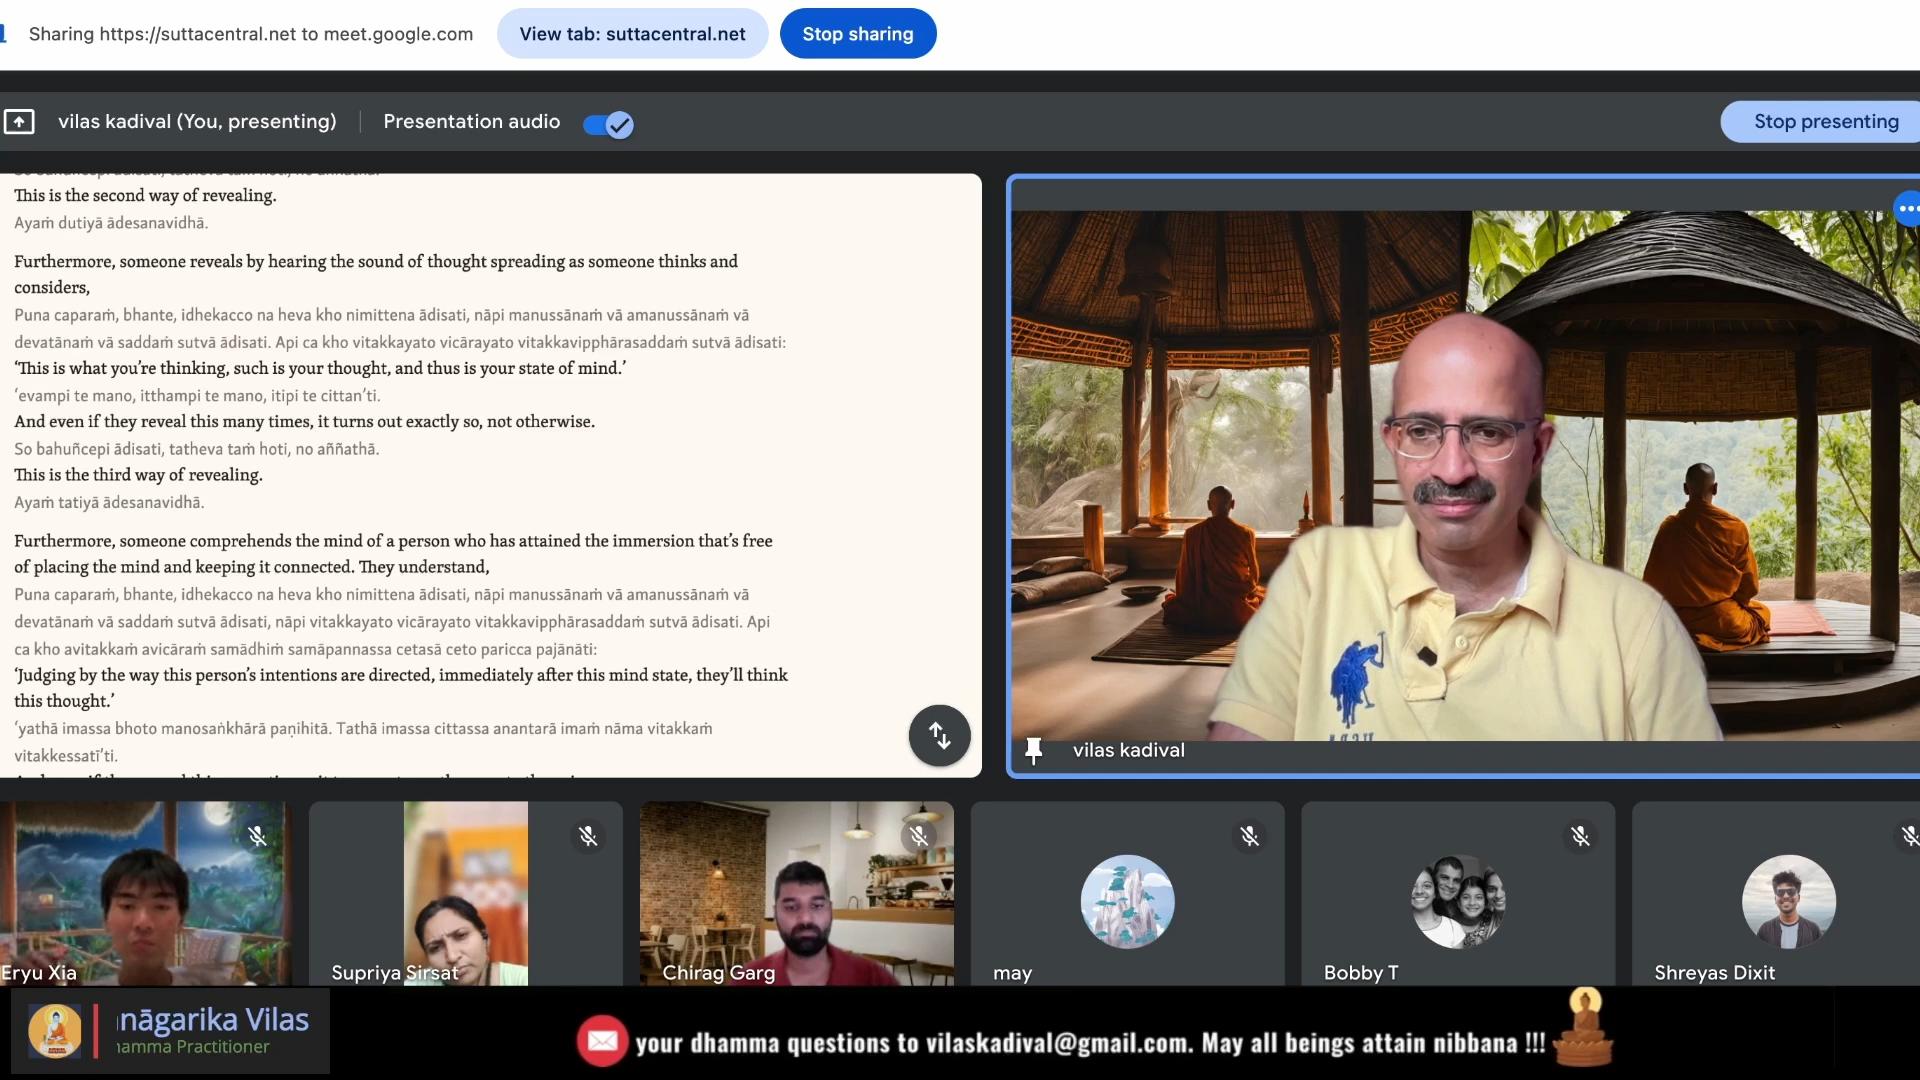 Sharing https://suttacentral.net to meet.google.com
View tab: suttacentral.net
Stop sharing
vilas kadival (You, presenting)
Presentation audio
Stop presenting
This is the second way of revealing.
Ayaṁ dutiyā ādesanavidhā.
Furthermore, someone reveals by hearing the sound of thought spreading as someone thinks and
considers,
Puna caparaṁ, bhante, idhekacco na heva kho nimittena ādisati, nāpi manussānaṁ vā amanussānaṁ vā
devatānaṁ vā saddaṁ sutvā ādisati. Api ca kho vitakkayato vicārayato vitakkavipphārasaddaṁ sutvā ādisati:
‘This is what you’re thinking, such is your thought, and thus is your state of mind.’
‘evampi te mano, itthampi te mano, itipi te cittan’ti.
And even if they reveal this many times, it turns out exactly so, not otherwise.
So bahuñcepi ādisati, tatheva taṁ hoti, no aññathā.
This is the third way of revealing.
Ayaṁ tatiyā ādesanavidhā.
Furthermore, someone comprehends the mind of a person who has attained the immersion that’s free
of placing the mind and keeping it connected. They understand,
Puna caparaṁ, bhante, idhekacco na heva kho nimittena ādisati, nāpi manussānaṁ vā amanussānaṁ vā
devatānaṁ vā saddaṁ sutvā ādisati, nāpi vitakkayato vicārayato vitakkavipphārasaddaṁ sutvā ādisati. Api
ca kho avitakkaṁ avicāraṁ samādhiṁ samāpannassa cetasā ceto paricca pajānāti:
‘Judging by the way this person’s intentions are directed, immediately after this mind state, they’ll think
this thought.’
‘yathā imassa bhoto manosaṅkhārā paṇihitā. Tathā imassa cittassa anantarā imaṁ nāma vitakkaṁ
vitakkessatī’ti.
vilas kadival
Eryu Xia
Supriya Sirsat
Chirag Garg
may
Bobby T
Shreyas Dixit
nāgarika Vilas
hamma Practitioner
your dhamma questions to vilaskadival@gmail.com. May all beings attain nibbana !!!